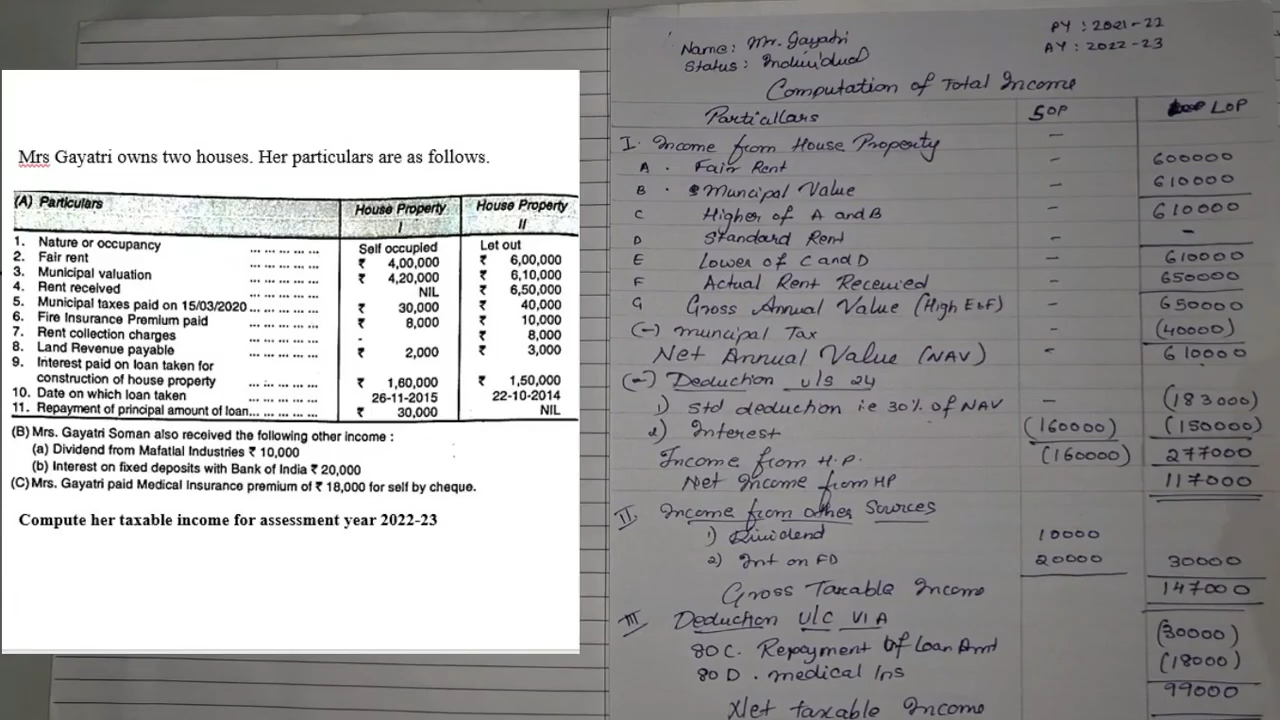 Mrs Gayatri owns two houses. Her particulars are as follows.
(A) Particulars House Property I House Property II
1. Nature or occupancy ... ... ... ... ... Self occupied Let out
2. Fair rent ... ... ... ... ... ₹ 4,00,000 ₹ 6,00,000
3. Municipal valuation ... ... ... ... ... ₹ 4,20,000 ₹ 6,10,000
4. Rent received ... ... ... ... ... NIL ₹ 6,50,000
5. Municipal taxes paid on 15/03/2020 ... ... ... ... ... ₹ 30,000 ₹ 40,000
6. Fire Insurance Premium paid ... ... ... ... ... ₹ 8,000 ₹ 10,000
7. Rent collection charges ... ... ... ... ... - ₹ 8,000
8. Land Revenue payable ... ... ... ... ... ₹ 2,000 ₹ 3,000
9. Interest paid on loan taken for
construction of house property ... ... ... ... ₹ 1,60,000 ₹ 1,50,000
10. Date on which loan taken ... ... ... ... ... 26-11-2015 22-10-2014
11. Repayment of principal amount of loan... ... ... ... ... ₹ 30,000 NIL
(B) Mrs. Gayatri Soman also received the following other income :
(a) Dividend from Mafatlal Industries ₹ 10,000
(b) Interest on fixed deposits with Bank of India ₹ 20,000
(C) Mrs. Gayatri paid Medical Insurance premium of ₹ 18,000 for self by cheque.
Compute her taxable income for assessment year 2022-23
Name: Mr. Gayatri PY : 2021-22
Status: Individual AY : 2022-23
Computation of Total Income
Particallars SOP LOP
I. Income from House Property -
A. Fair Rent - 600000
B. Muncipal Value - 610000
C Higher of A and B - 610000
D Standard Rent - -
E Lower of C and D - 610000
F Actual Rent Received - 650000
G Gross Annual Value (High E&F) - 650000
(-) muncipal Tax - (40000)
Net Annual Value (NAV) - 610000
(-) Deduction u/s 24
1) Std deduction i.e 30% of NAV - (183000)
2) Interest (160000) (150000)
Income from H.P. (160000) 277000
Net Income from HP 117000
II Income from other Sources
1) Dividend 10000
2) Int on FD 20000 30000
Gross Taxable Income 147000
III Deduction U/C VI A
80 C. Repayment of Loan Amt (30000)
80 D. medical Ins (18000)
99000
Net taxable Income